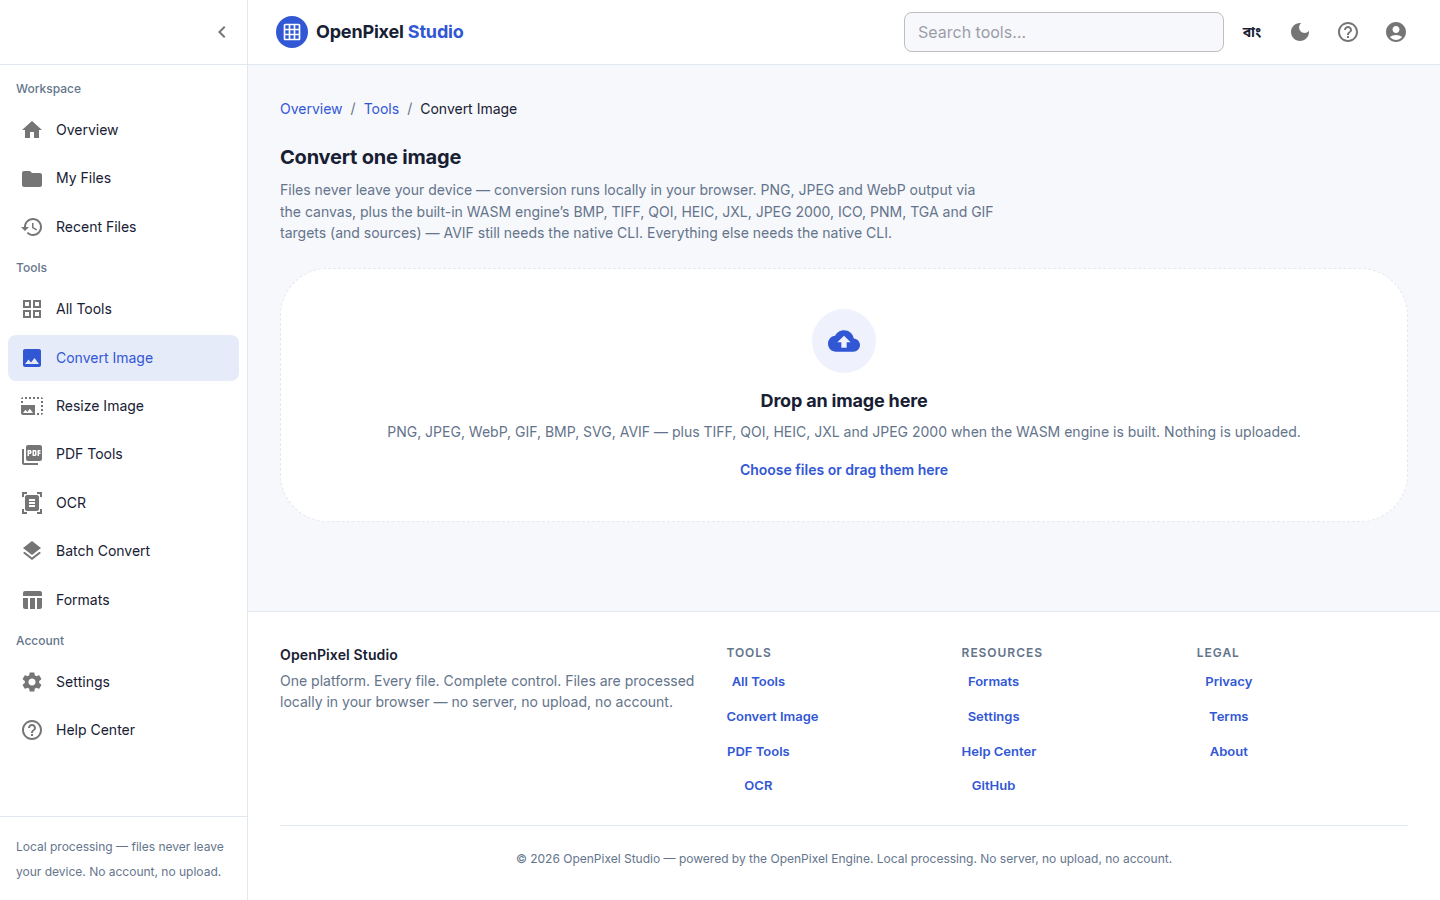 OpenPixel Studio
Search tools...
বাং
Workspace
Overview
My Files
Recent Files
Tools
All Tools
Convert Image
Resize Image
PDF Tools
OCR
Batch Convert
Formats
Account
Settings
Help Center
Local processing — files never leave
your device. No account, no upload.
Overview / Tools / Convert Image
Convert one image
Files never leave your device — conversion runs locally in your browser. PNG, JPEG and WebP output via
the canvas, plus the built-in WASM engine’s BMP, TIFF, QOI, HEIC, JXL, JPEG 2000, ICO, PNM, TGA and GIF
targets (and sources) — AVIF still needs the native CLI. Everything else needs the native CLI.
Drop an image here
PNG, JPEG, WebP, GIF, BMP, SVG, AVIF — plus TIFF, QOI, HEIC, JXL and JPEG 2000 when the WASM engine is built. Nothing is uploaded.
Choose files or drag them here
OpenPixel Studio
One platform. Every file. Complete control. Files are processed
locally in your browser — no server, no upload, no account.
TOOLS
All Tools
Convert Image
PDF Tools
OCR
RESOURCES
Formats
Settings
Help Center
GitHub
LEGAL
Privacy
Terms
About
© 2026 OpenPixel Studio — powered by the OpenPixel Engine. Local processing. No server, no upload, no account.